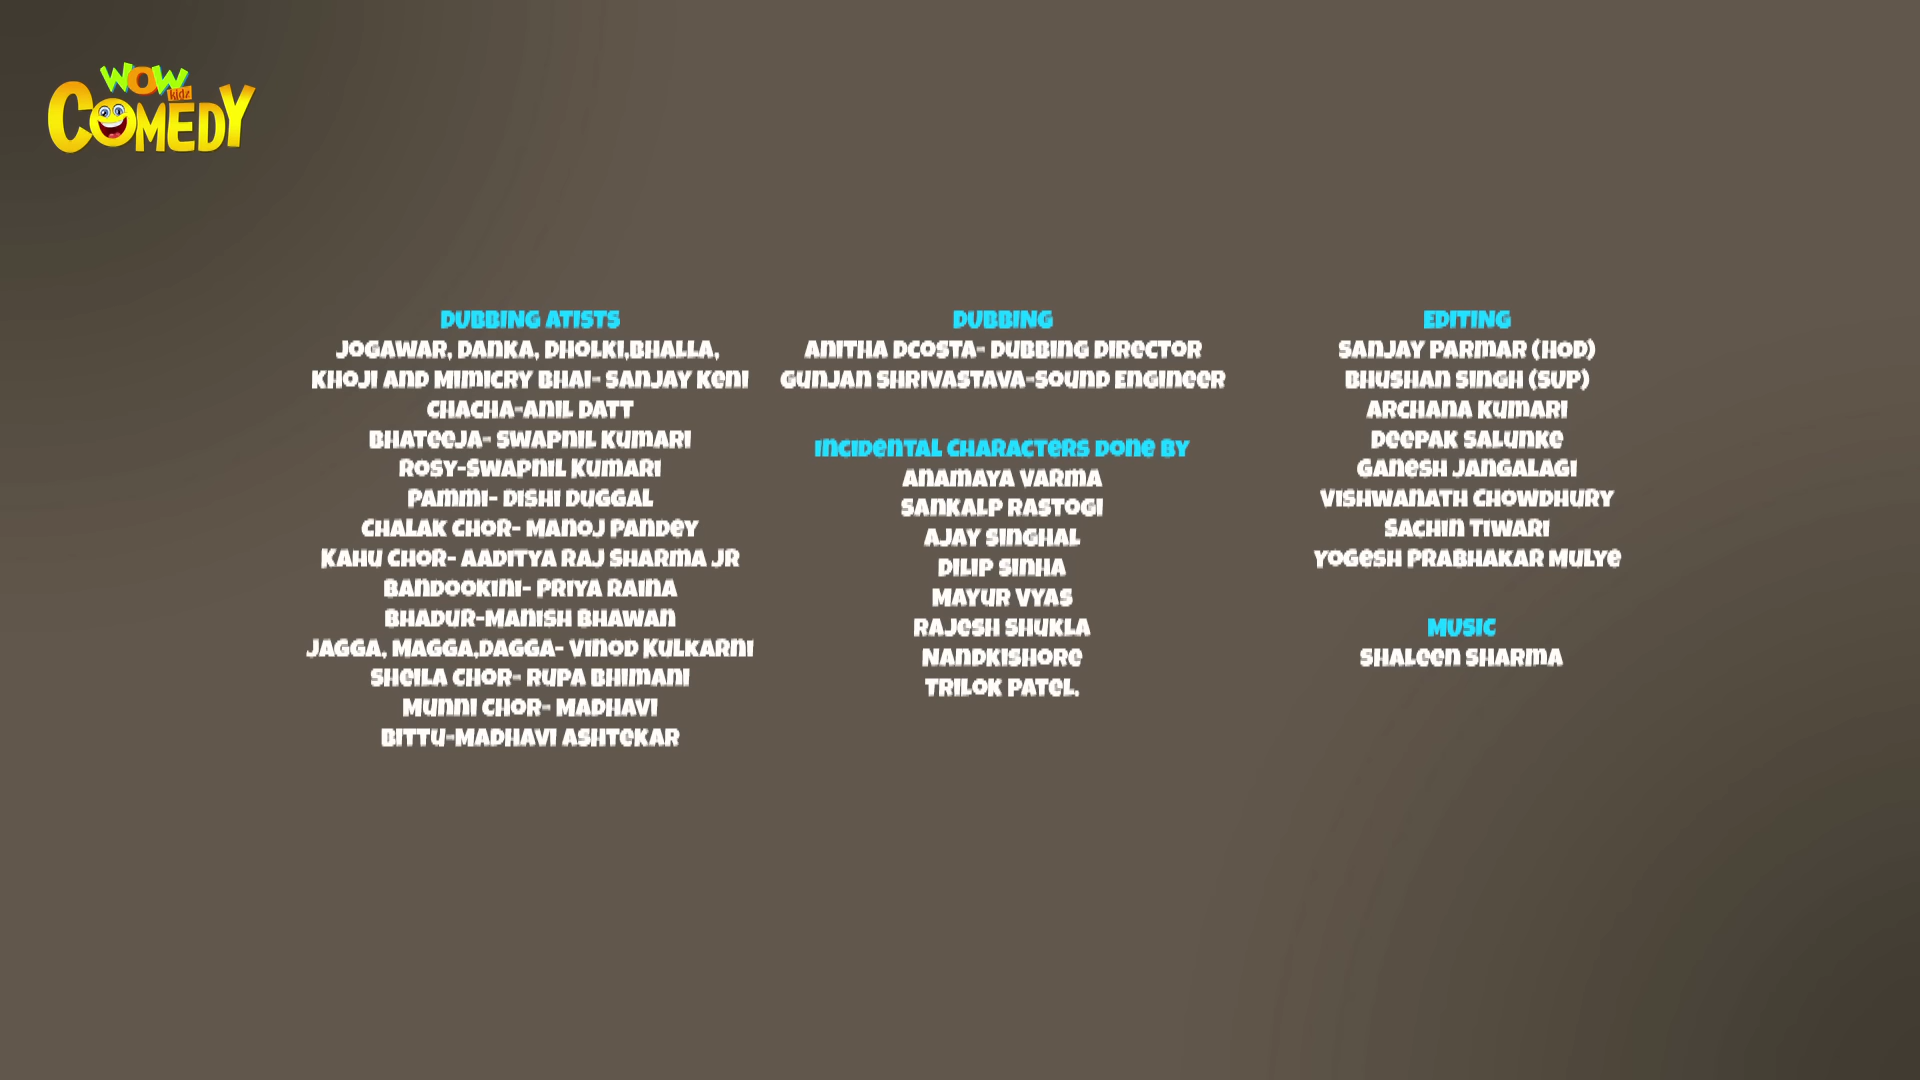 WOW
kidz
COMEDY
DUBBING ATISTS
JOGAWAR, DANKA, DHOLKI,BHALLA,
KHOJI AND MIMICRY BHAI- SANJAY KENI
CHACHA-ANIL DATT
BHATEEJA- SWAPNIL KUMARI
ROSY-SWAPNIL KUMARI
PAMMI- DISHI DUGGAL
CHALAK CHOR- MANOJ PANDEY
KAHU CHOR- AADITYA RAJ SHARMA JR
BANDOOKINI- PRIYA RAINA
BHADUR-MANISH BHAWAN
JAGGA, MAGGA,DAGGA- VINOD KULKARNI
SHEILA CHOR- RUPA BHIMANI
MUNNI CHOR- MADHAVI
BITTU-MADHAVI ASHTEKAR
DUBBING
ANITHA DCOSTA- DUBBING DIRECTOR
GUNJAN SHRIVASTAVA-SOUND ENGINEER
INCIDENTAL CHARACTERS DONE BY
ANAMAYA VARMA
SANKALP RASTOGI
AJAY SINGHAL
DILIP SINHA
MAYUR VYAS
RAJESH SHUKLA
NANDKISHORE
TRILOK PATEL.
EDITING
SANJAY PARMAR (HOD)
BHUSHAN SINGH (SUP)
ARCHANA KUMARI
DEEPAK SALUNKE
GANESH JANGALAGI
VISHWANATH CHOWDHURY
SACHIN TIWARI
YOGESH PRABHAKAR MULYE
MUSIC
SHALEEN SHARMA